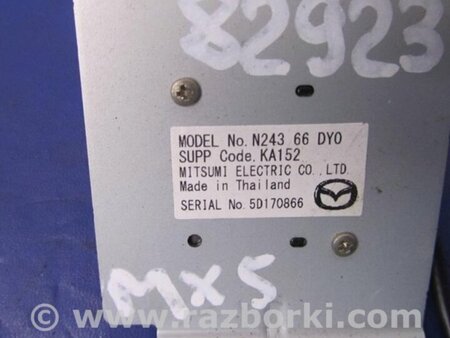 82923
MODEL No. N243 66 DY0
SUPP Code. KA152
MITSUMI ELECTRIC CO.,LTD.
Made in Thailand
SERIAL No. 5D170866
MX5
© www.razborki.com